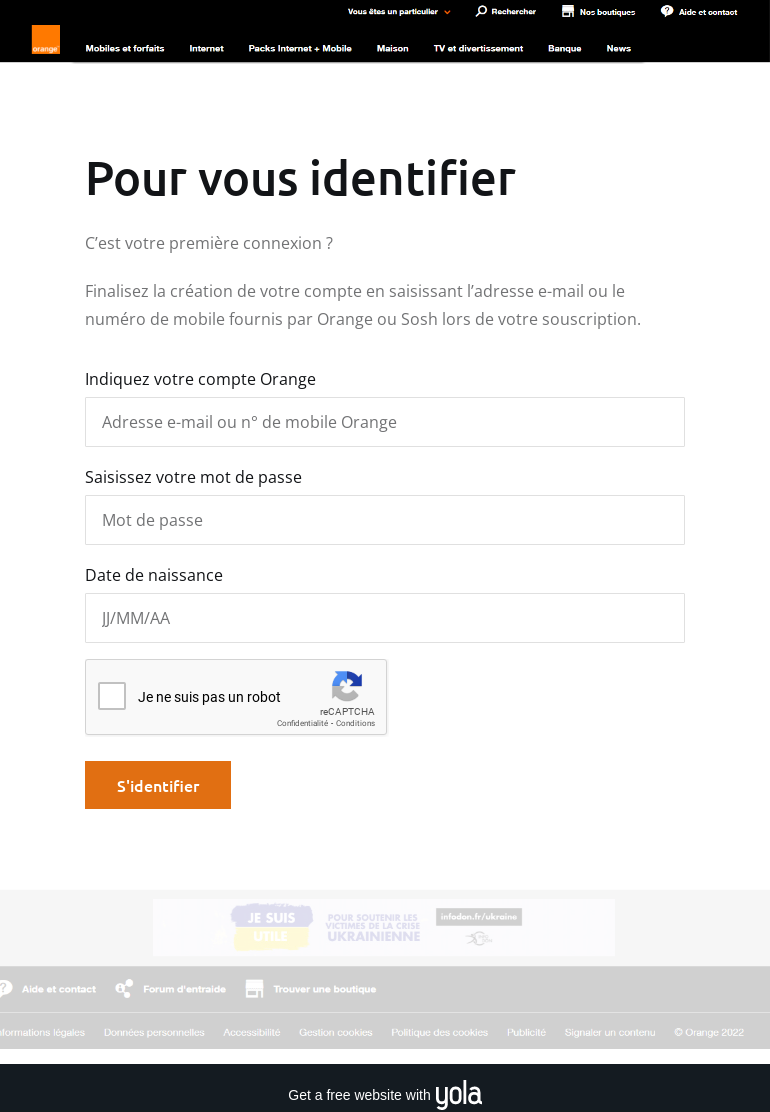 Vous êtes un particulier Rechercher Nos boutiques Aide et contact
orange
Mobiles et forfaits Internet Packs Internet + Mobile Maison TV et divertissement Banque News
Pour vous identifier
C’est votre première connexion ?
Finalisez la création de votre compte en saisissant l’adresse e-mail ou le
numéro de mobile fournis par Orange ou Sosh lors de votre souscription.
Indiquez votre compte Orange
Adresse e-mail ou n° de mobile Orange
Saisissez votre mot de passe
Mot de passe
Date de naissance
JJ/MM/AA
Je ne suis pas un robot
reCAPTCHA
Confidentialité - Conditions
S'identifier
JE SUIS
UTILE
POUR SOUTENIR LES
VICTIMES DE LA CRISE
UKRAINIENNE
infodon.fr/ukraine
Aide et contact Forum d'entraide Trouver une boutique
nformations légales Données personnelles Accessibilité Gestion cookies Politique des cookies Publicité Signaler un contenu © Orange 2022
Get a free website with yola